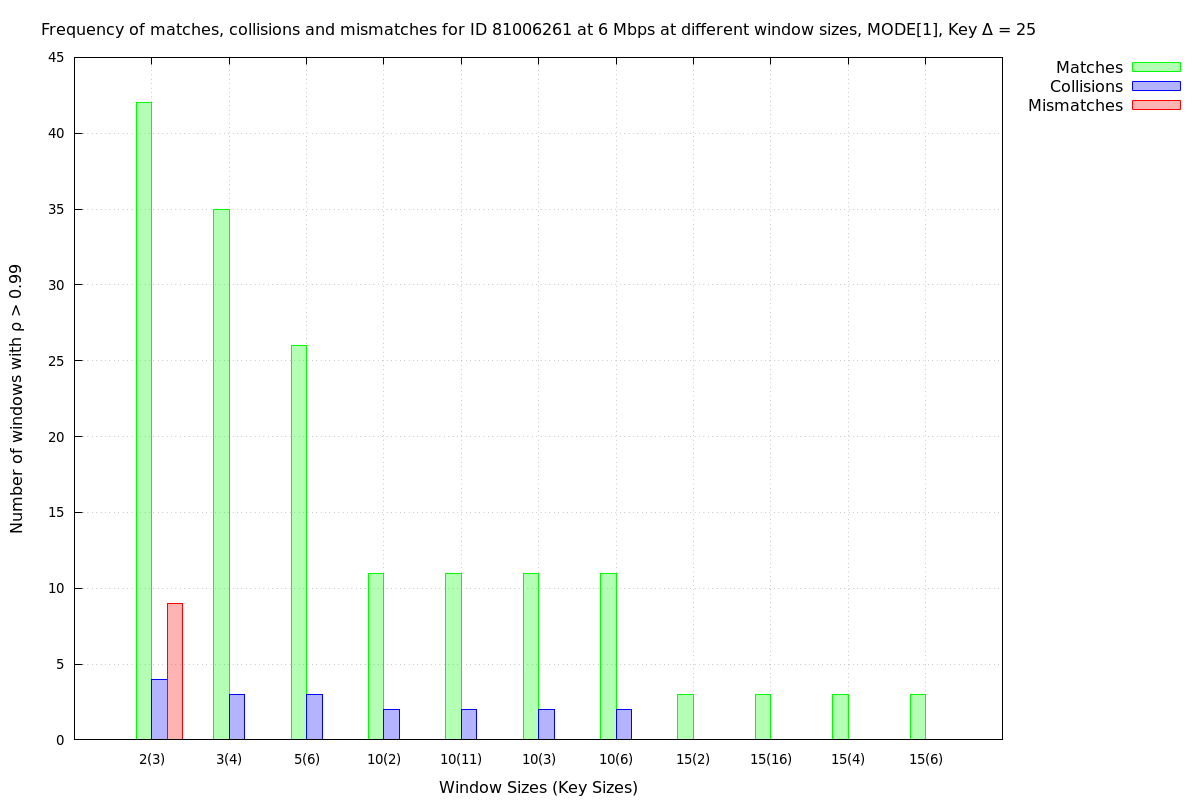 Frequency of matches, collisions and mismatches for ID 81006261 at 6 Mbps at different window sizes, MODE[1], Key Δ = 25
Matches
Collisions
Mismatches
Number of windows with ρ > 0.99
45
40
35
30
25
20
15
10
5
0
2(3) 3(4) 5(6) 10(2) 10(11) 10(3) 10(6) 15(2) 15(16) 15(4) 15(6)
Window Sizes (Key Sizes)